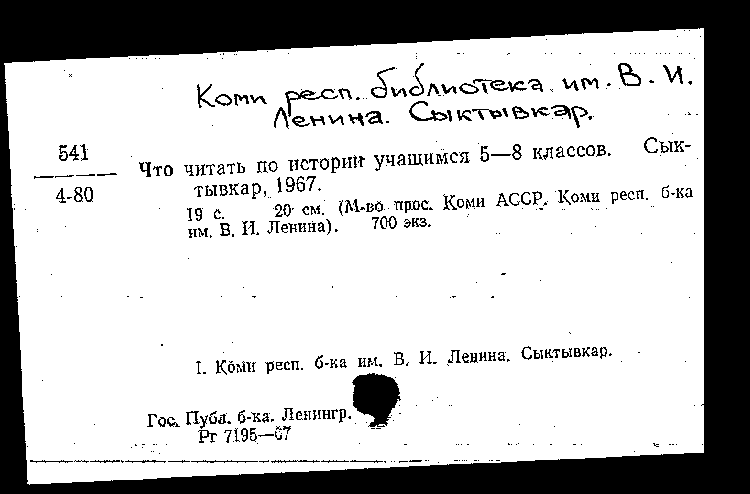 Коми респ. библиотека им. В. И.
Ленина. Сыктывкар.
541
4-80
Что читать по истории учащимся 5—8 классов. Сык-
тывкар, 1967.
19 с. 20 см. (М-во прос. Коми АССР. Коми респ. б-ка
им. В. И. Ленина). 700 экз.
I. Коми респ. б-ка им. В. И. Ленина. Сыктывкар.
Гос. Публ. б-ка. Ленингр.
Рг 7195—67